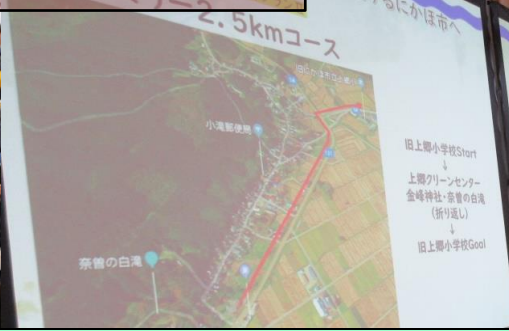 るにかほ市へ
2.5kmコース
小滝郵便局
奈曽の白滝
旧上郷小学校Start
↓
上郷クリーンセンター
金峰神社・奈曽の白滝
(折り返し)
↓
旧上郷小学校Goal